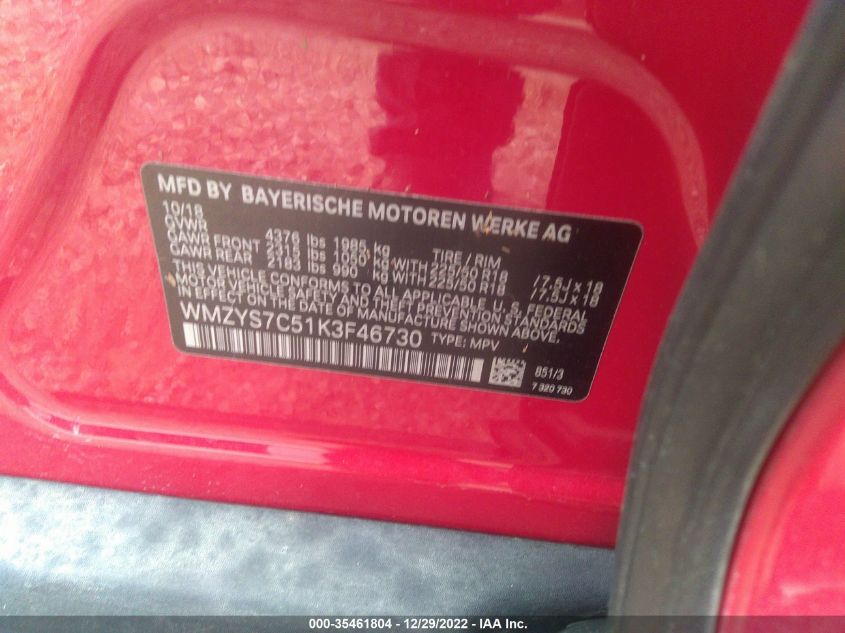 MFD BY BAYERISCHE MOTOREN WERKE AG
10/18
GVWR 4376 lbs 1985 kg TIRE / RIM
GAWR FRONT lbs 1050 kg WITH 225/50 R18 / 7.5J x 18
GAWR REAR 2183 lbs 990 kg WITH 225/50 R18 / 7.5J x 18
THIS VEHICLE CONFORMS TO ALL APPLICABLE U.S. FEDERAL
MOTOR VEHICLE SAFETY AND THEFT PREVENTION STANDARDS IN
EFFECT ON THE DATE OF MANUFACTURE SHOWN ABOVE.
WMZYS7C51K3F46730 TYPE: MPV
851/3
7 320 730
000-35461804 - 12/29/2022 - IAA Inc.